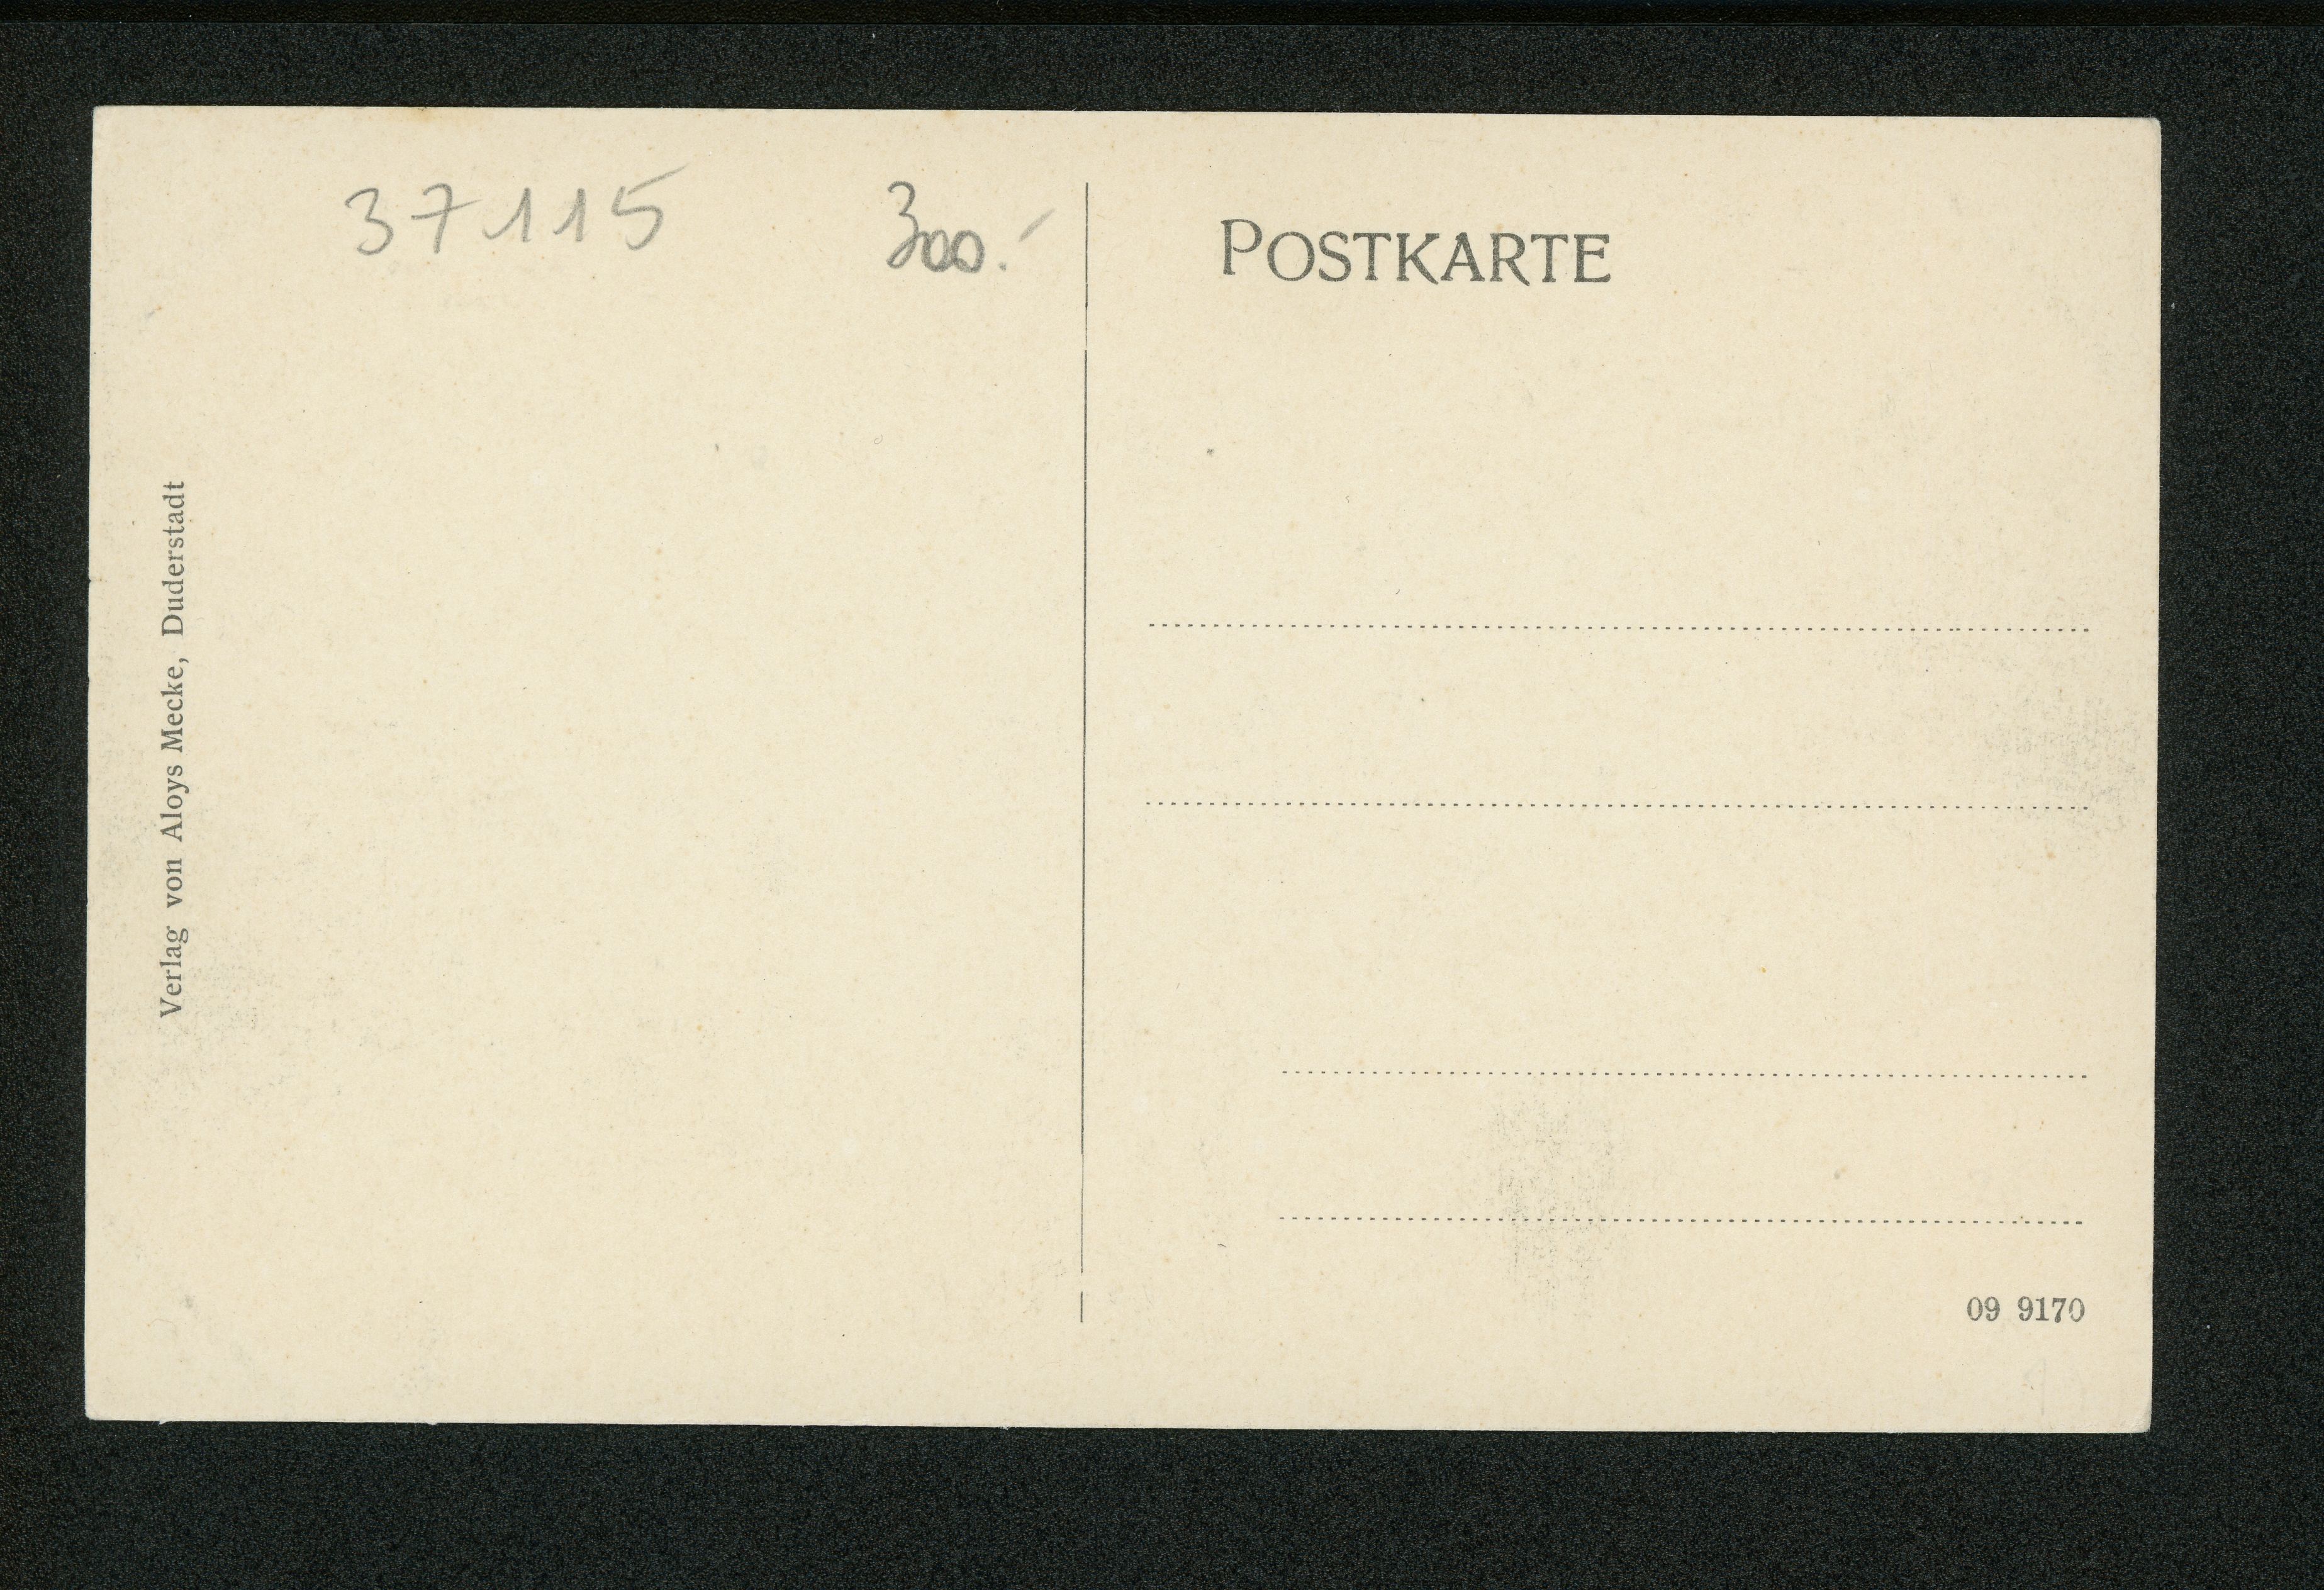 37115
300.-
POSTKARTE
Verlag von Aloys Mecke, Duderstadt
09 9170